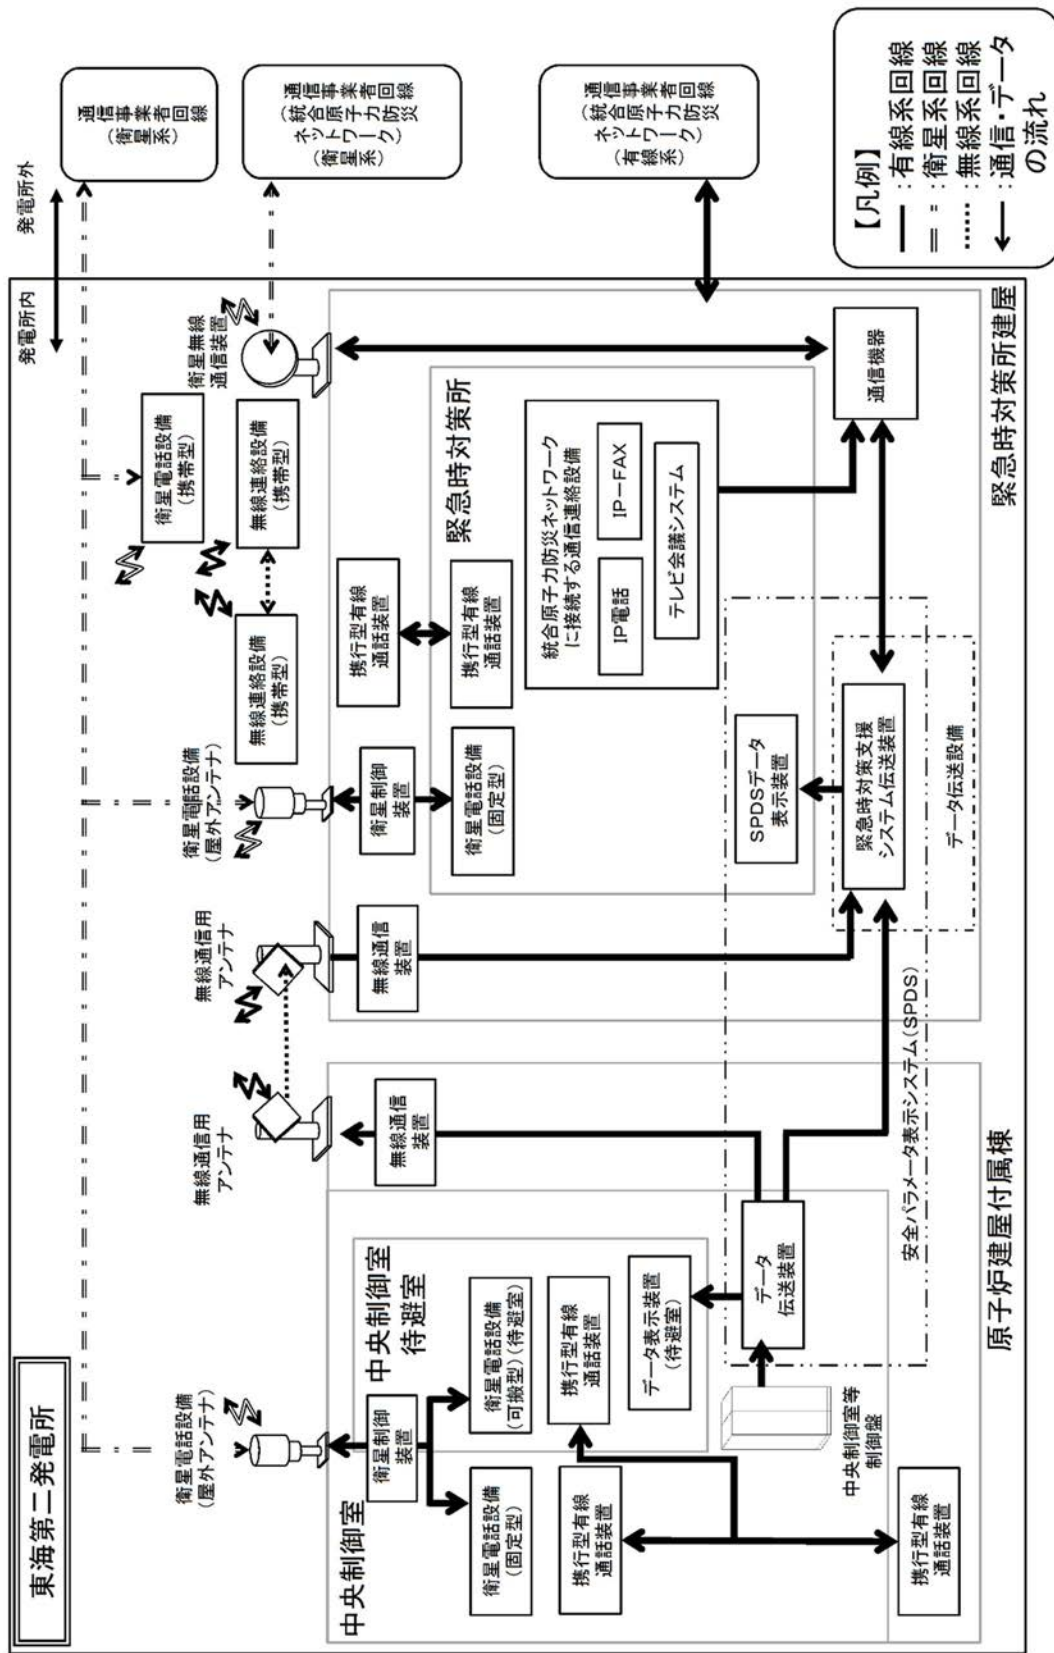 東海第二発電所
発電所内
発電所外
通信事業者回線
(衛星系)
通信事業者回線
(統合原子力防災
ネットワーク)
(衛星系)
通信事業者回線
(統合原子力防災
ネットワーク)
(有線系)
【凡例】
:有線系回線
:衛星系回線
:無線系回線
:通信・データ
の流れ
衛星電話設備
(屋外アンテナ)
無線通信用
アンテナ
無線通信用
アンテナ
衛星電話設備
(屋外アンテナ)
無線連絡設備
(携帯型)
無線連絡設備
(携帯型)
衛星電話設備
(携帯型)
衛星無線
通信装置
中央制御室
衛星制御
装置
中央制御室
待避室
衛星電話設備
(固定型)
衛星電話設備
(可搬型)(待避室)
携行型有線
通話装置
携行型有線
通話装置
データ表示装置
(待避室)
中央制御室等
制御盤
データ
伝送装置
携行型有線
通話装置
無線通信
装置
原子炉建屋付属棟
安全パラメータ表示システム(SPDS)
無線通信
装置
衛星制御
装置
携行型有線
通話装置
緊急時対策所
衛星電話設備
(固定型)
携行型有線
通話装置
統合原子力防災ネットワーク
に接続する通信連絡設備
IP電話
IP-FAX
テレビ会議システム
SPDSデータ
表示装置
緊急時対策支援
システム伝送装置
データ伝送設備
通信機器
緊急時対策所建屋